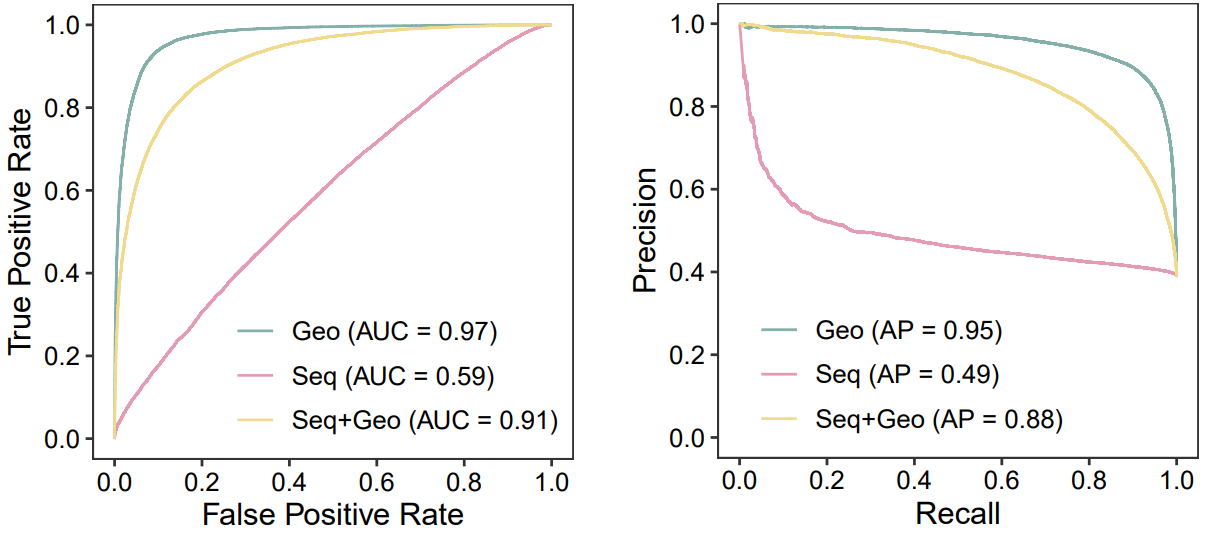 True Positive Rate
1.0
0.8
0.6
0.4
0.2
0.0
Geo (AUC = 0.97)
Seq (AUC = 0.59)
Seq+Geo (AUC = 0.91)
0.0 0.2 0.4 0.6 0.8 1.0
False Positive Rate
Precision
1.0
0.8
0.6
0.4
0.2
0.0
Geo (AP = 0.95)
Seq (AP = 0.49)
Seq+Geo (AP = 0.88)
0.0 0.2 0.4 0.6 0.8 1.0
Recall